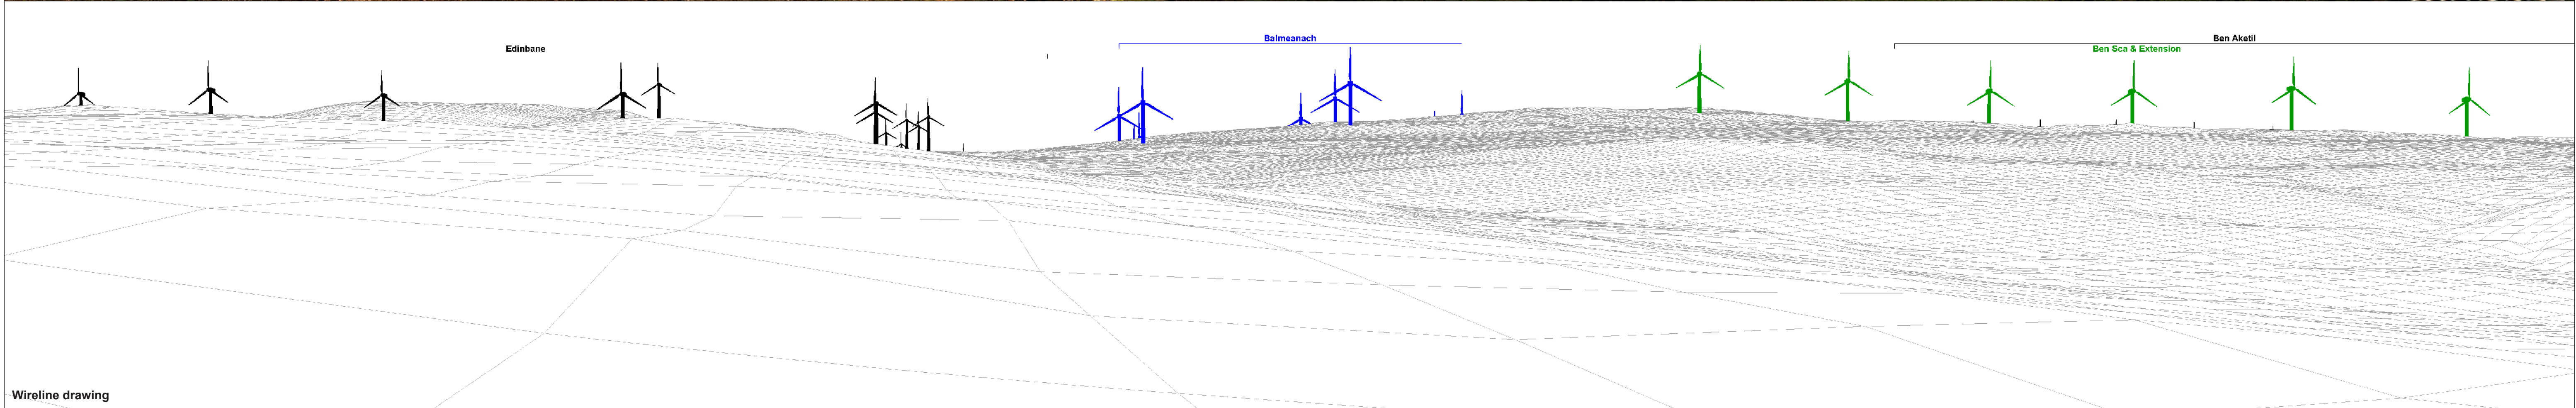 Edinbane
Balmeanach
Ben Aketil
Ben Sca & Extension
Wireline drawing